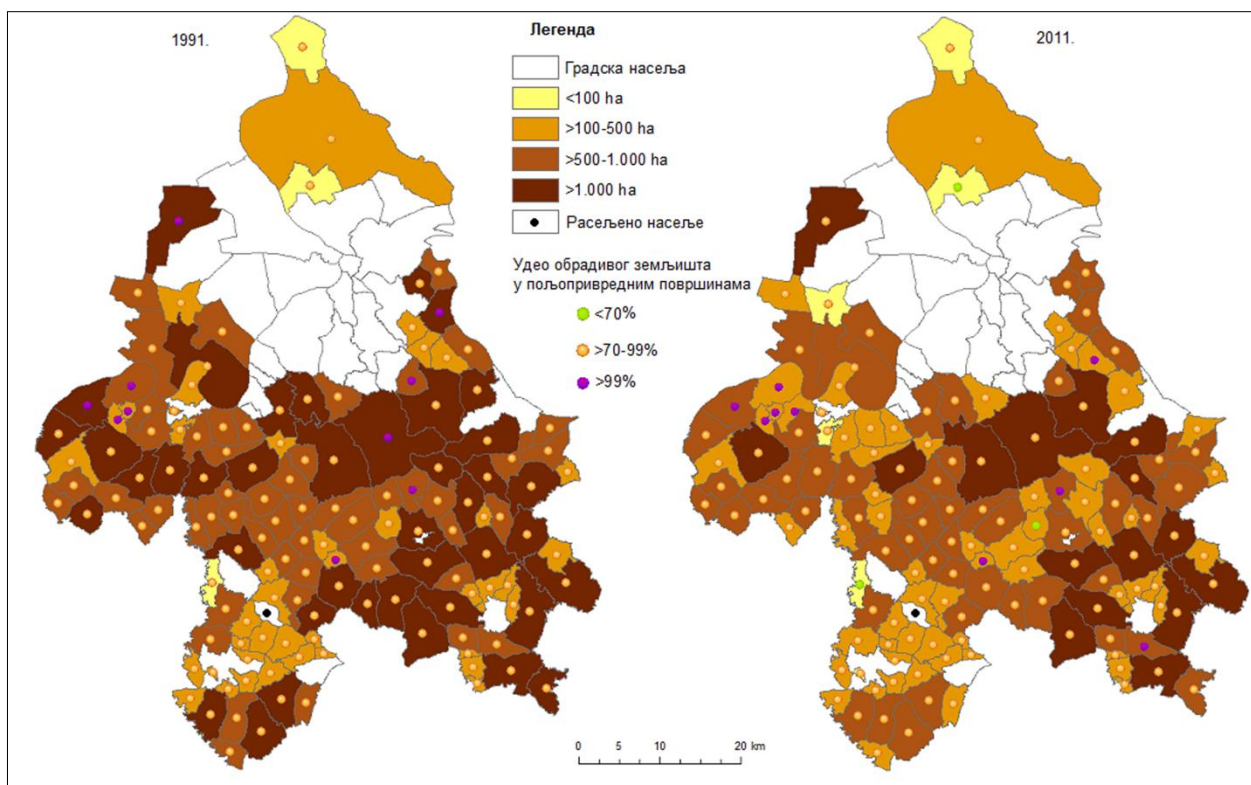 1991.
Легенда
2011.
Градска насеља
<100 ha
>100-500 ha
>500-1.000 ha
>1.000 ha
Расељено насеље
Удео обрадивог земљишта
у пољопривредним површинама
<70%
>70-99%
>99%
0 5 10 20 km